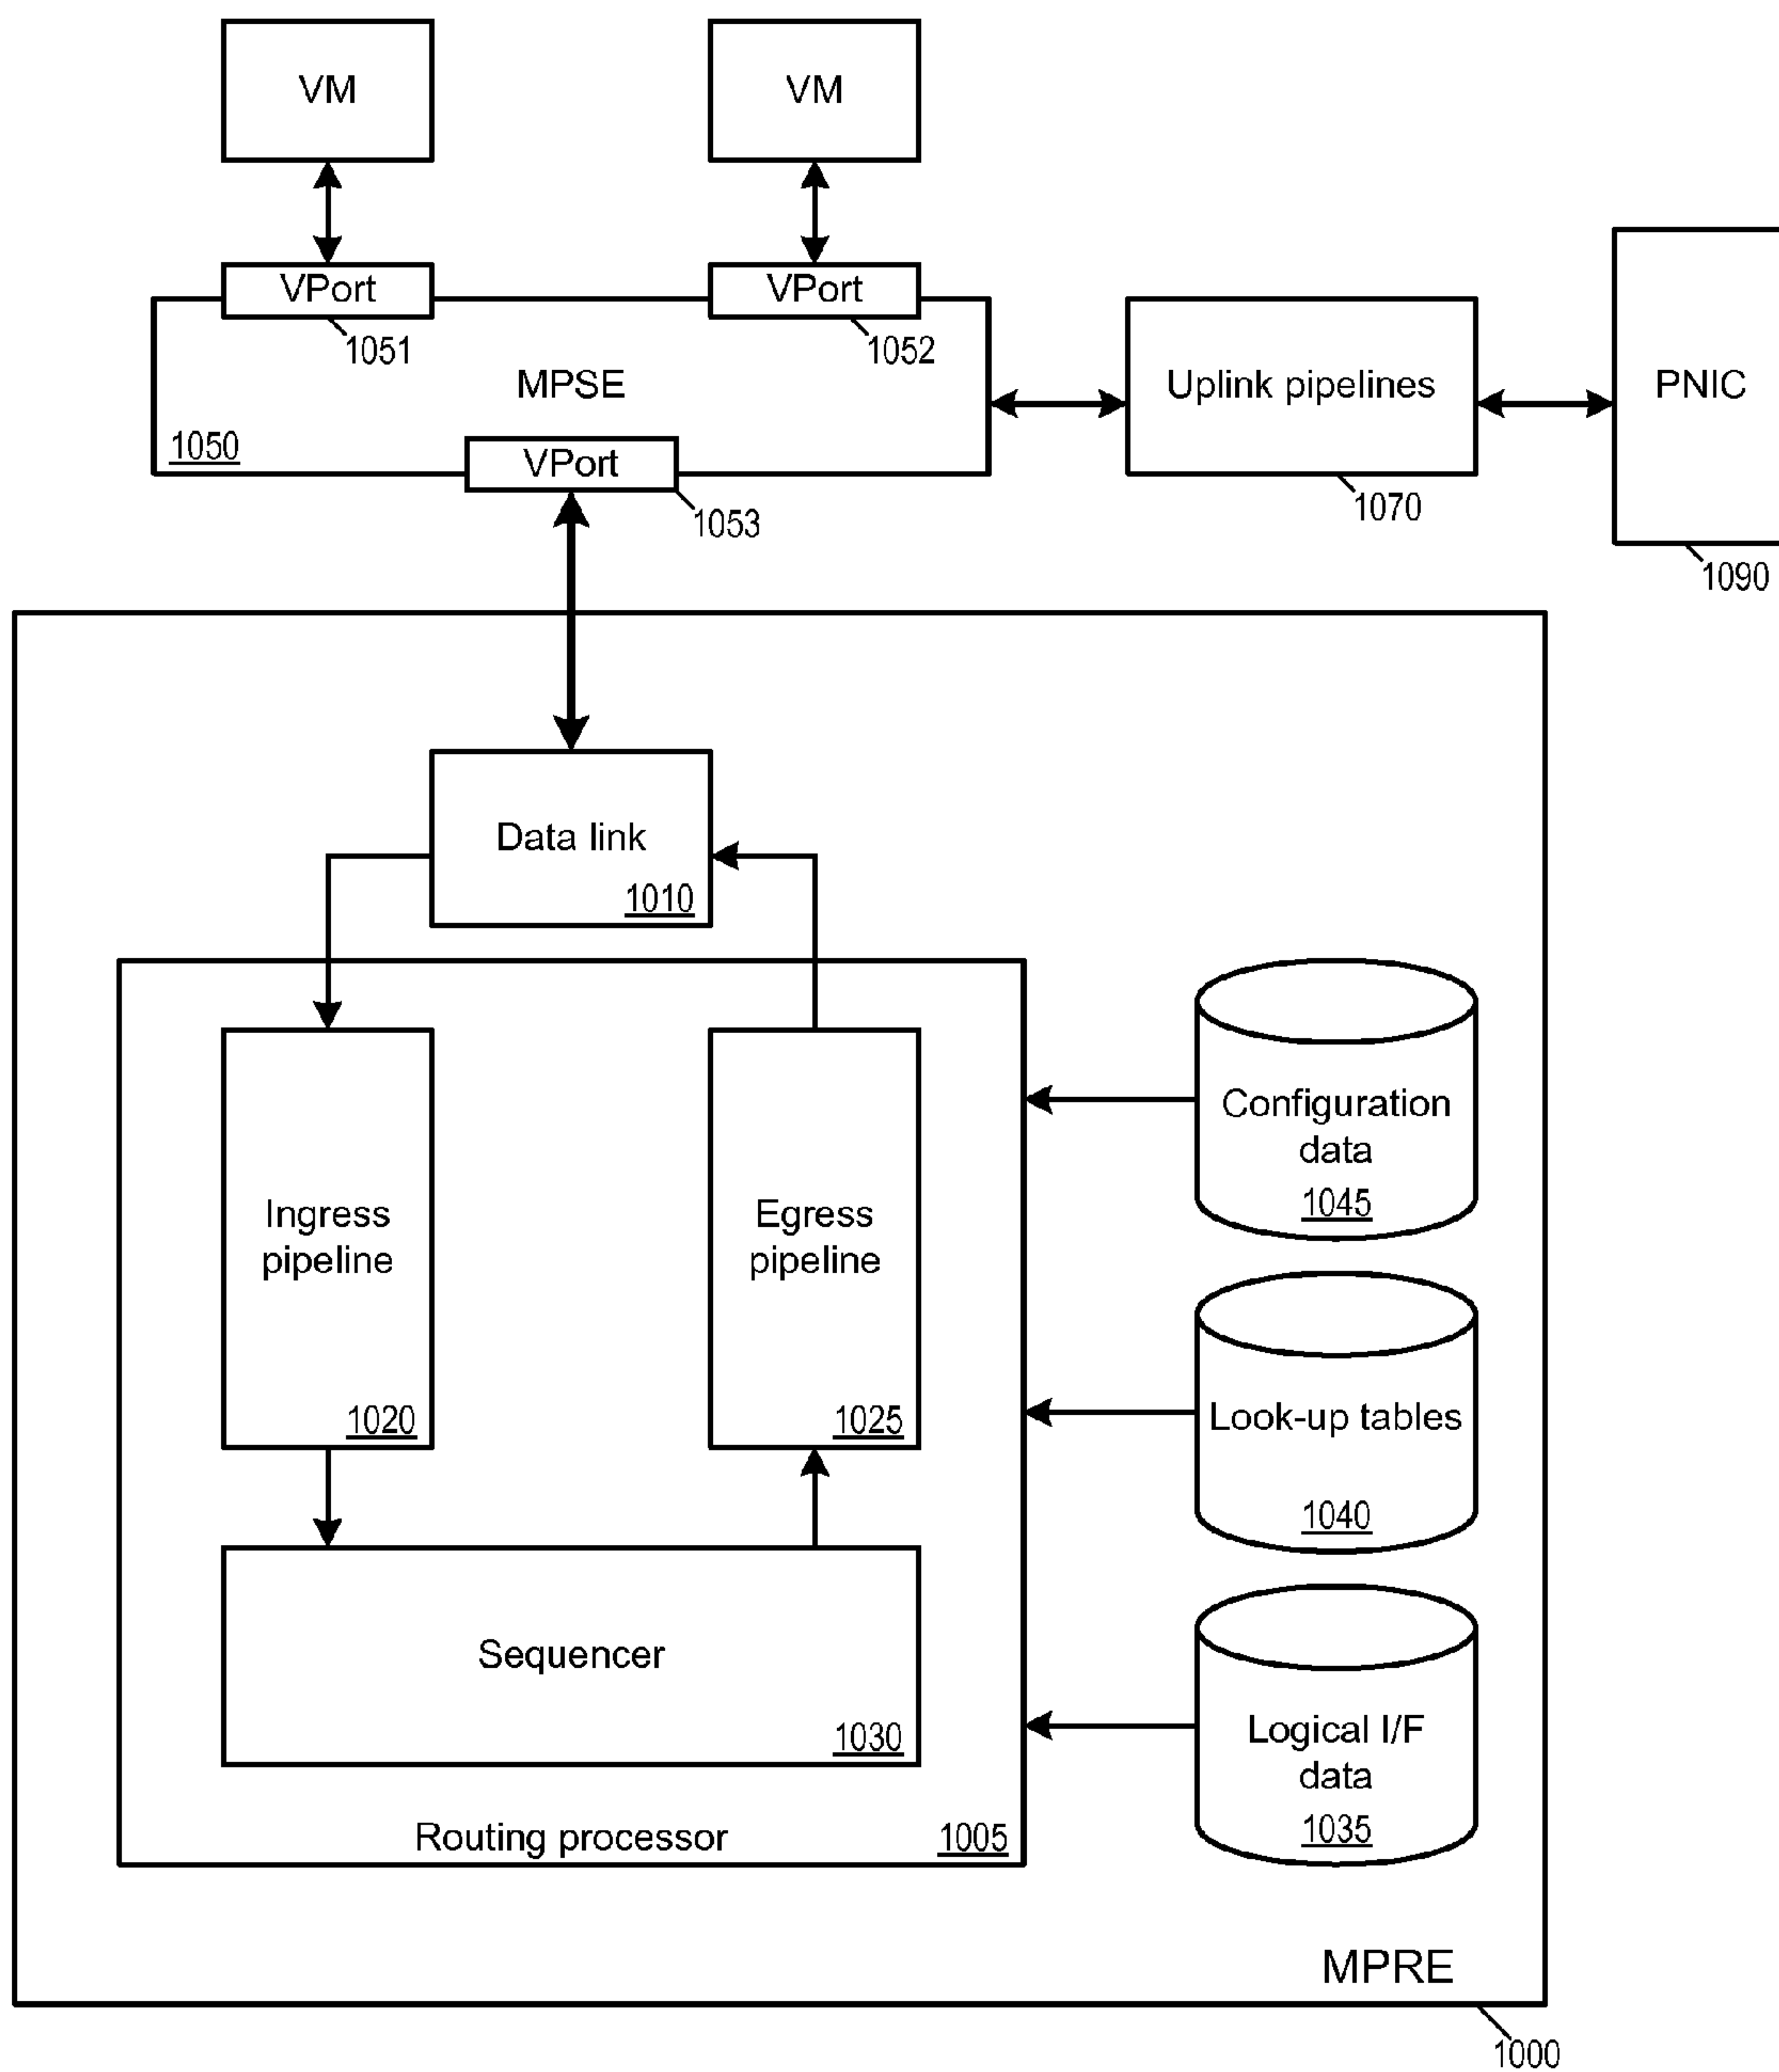 VM
VM
VPort
VPort
1051
1052
MPSE
Uplink pipelines
PNIC
1050
VPort
1053
1070
1090
Data link
1010
Ingress
pipeline
1020
Egress
pipeline
1025
Configuration
data
1045
Look-up tables
1040
Sequencer
1030
Logical I/F
data
1035
Routing processor
1005
MPRE
1000